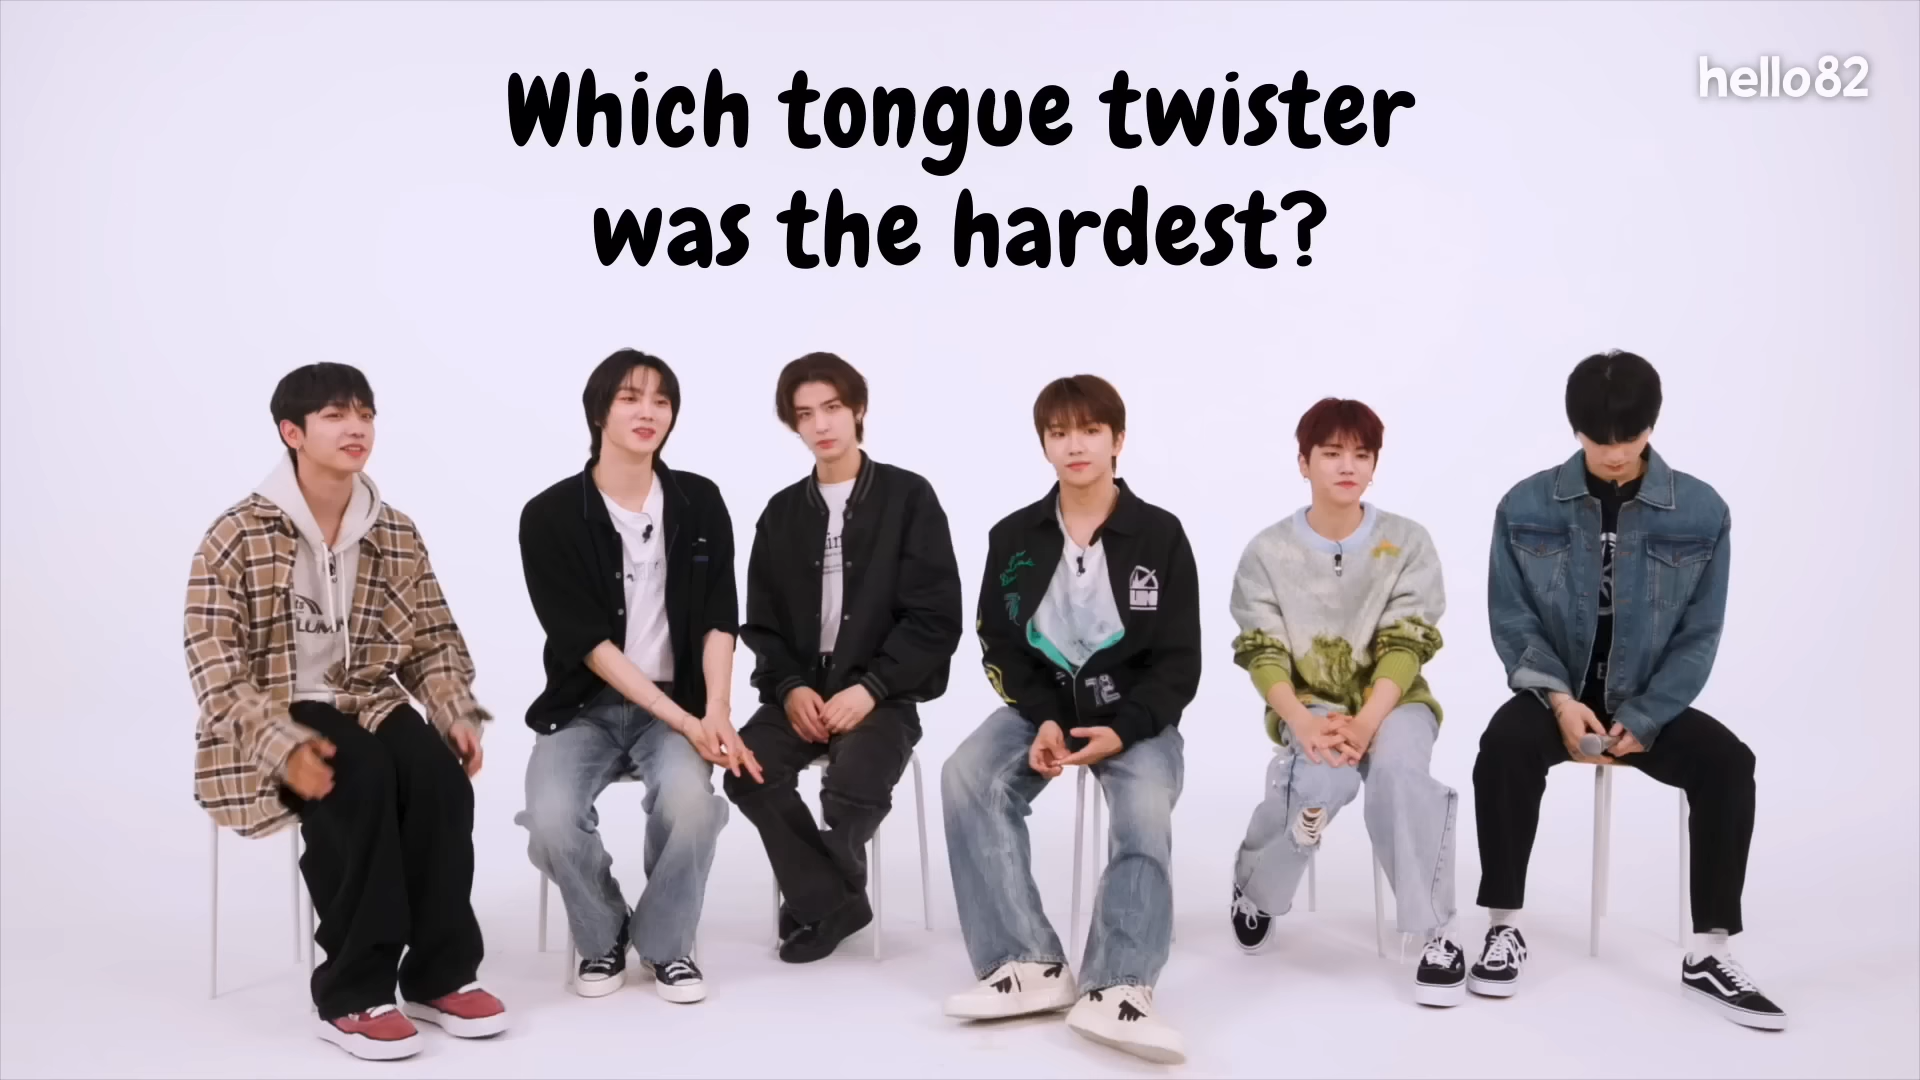 hello82
Which tongue twister
was the hardest?